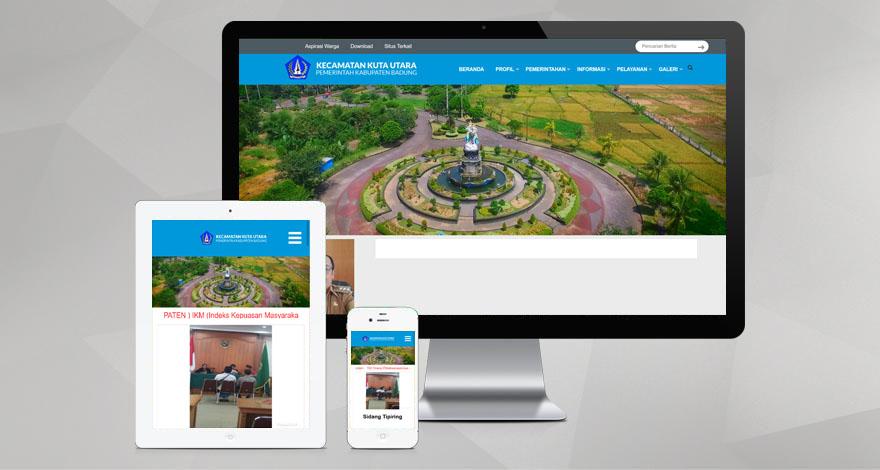 Aspirasi Warga Download Situs Terkait
Pencarian Berita
KECAMATAN KUTA UTARA
PEMERINTAH KABUPATEN BADUNG
BERANDA PROFIL PEMERINTAHAN INFORMASI PELAYANAN GALERI
KECAMATAN KUTA UTARA
PEMERINTAH KABUPATEN BADUNG
PATEN ) IKM (Indeks Kepuasan Masyaraka
Sidang Tipiring